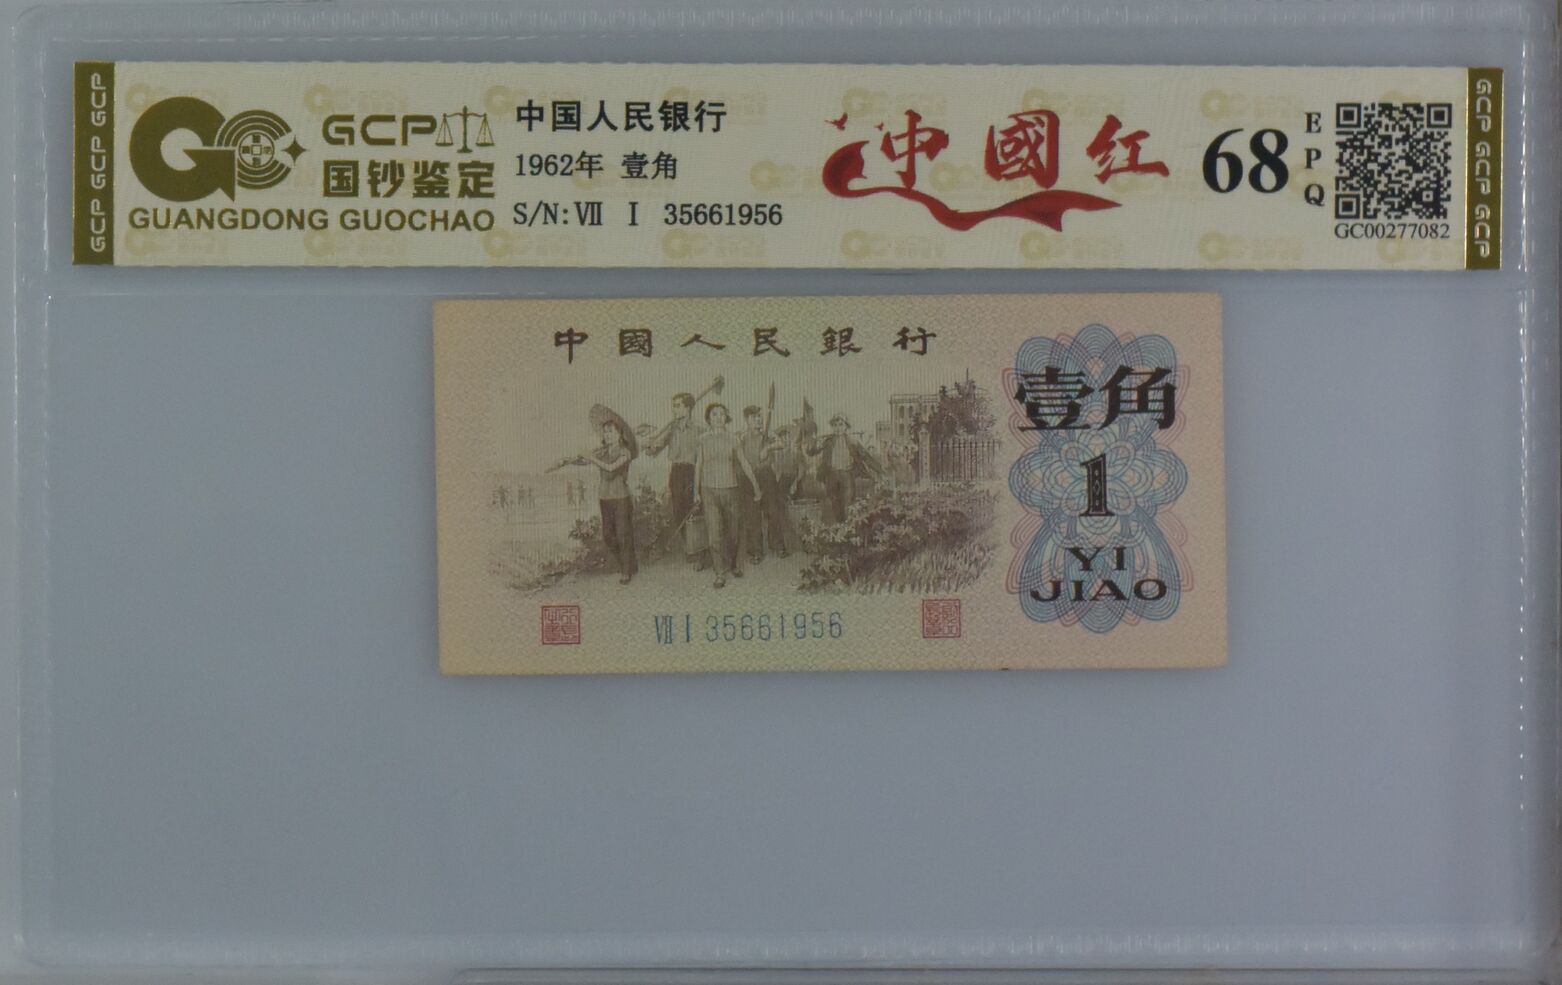 GCP GCP GCP
GCP
国钞鉴定
GUANGDONG GUOCHAO
中国人民银行
1962年 壹角
S/N: Ⅶ Ⅰ 35661956
中國红
68
EPQ
GC00277082
GCP GCP GCP
中國人民銀行
壹角
1
YI
JIAO
Ⅶ Ⅰ 35661956